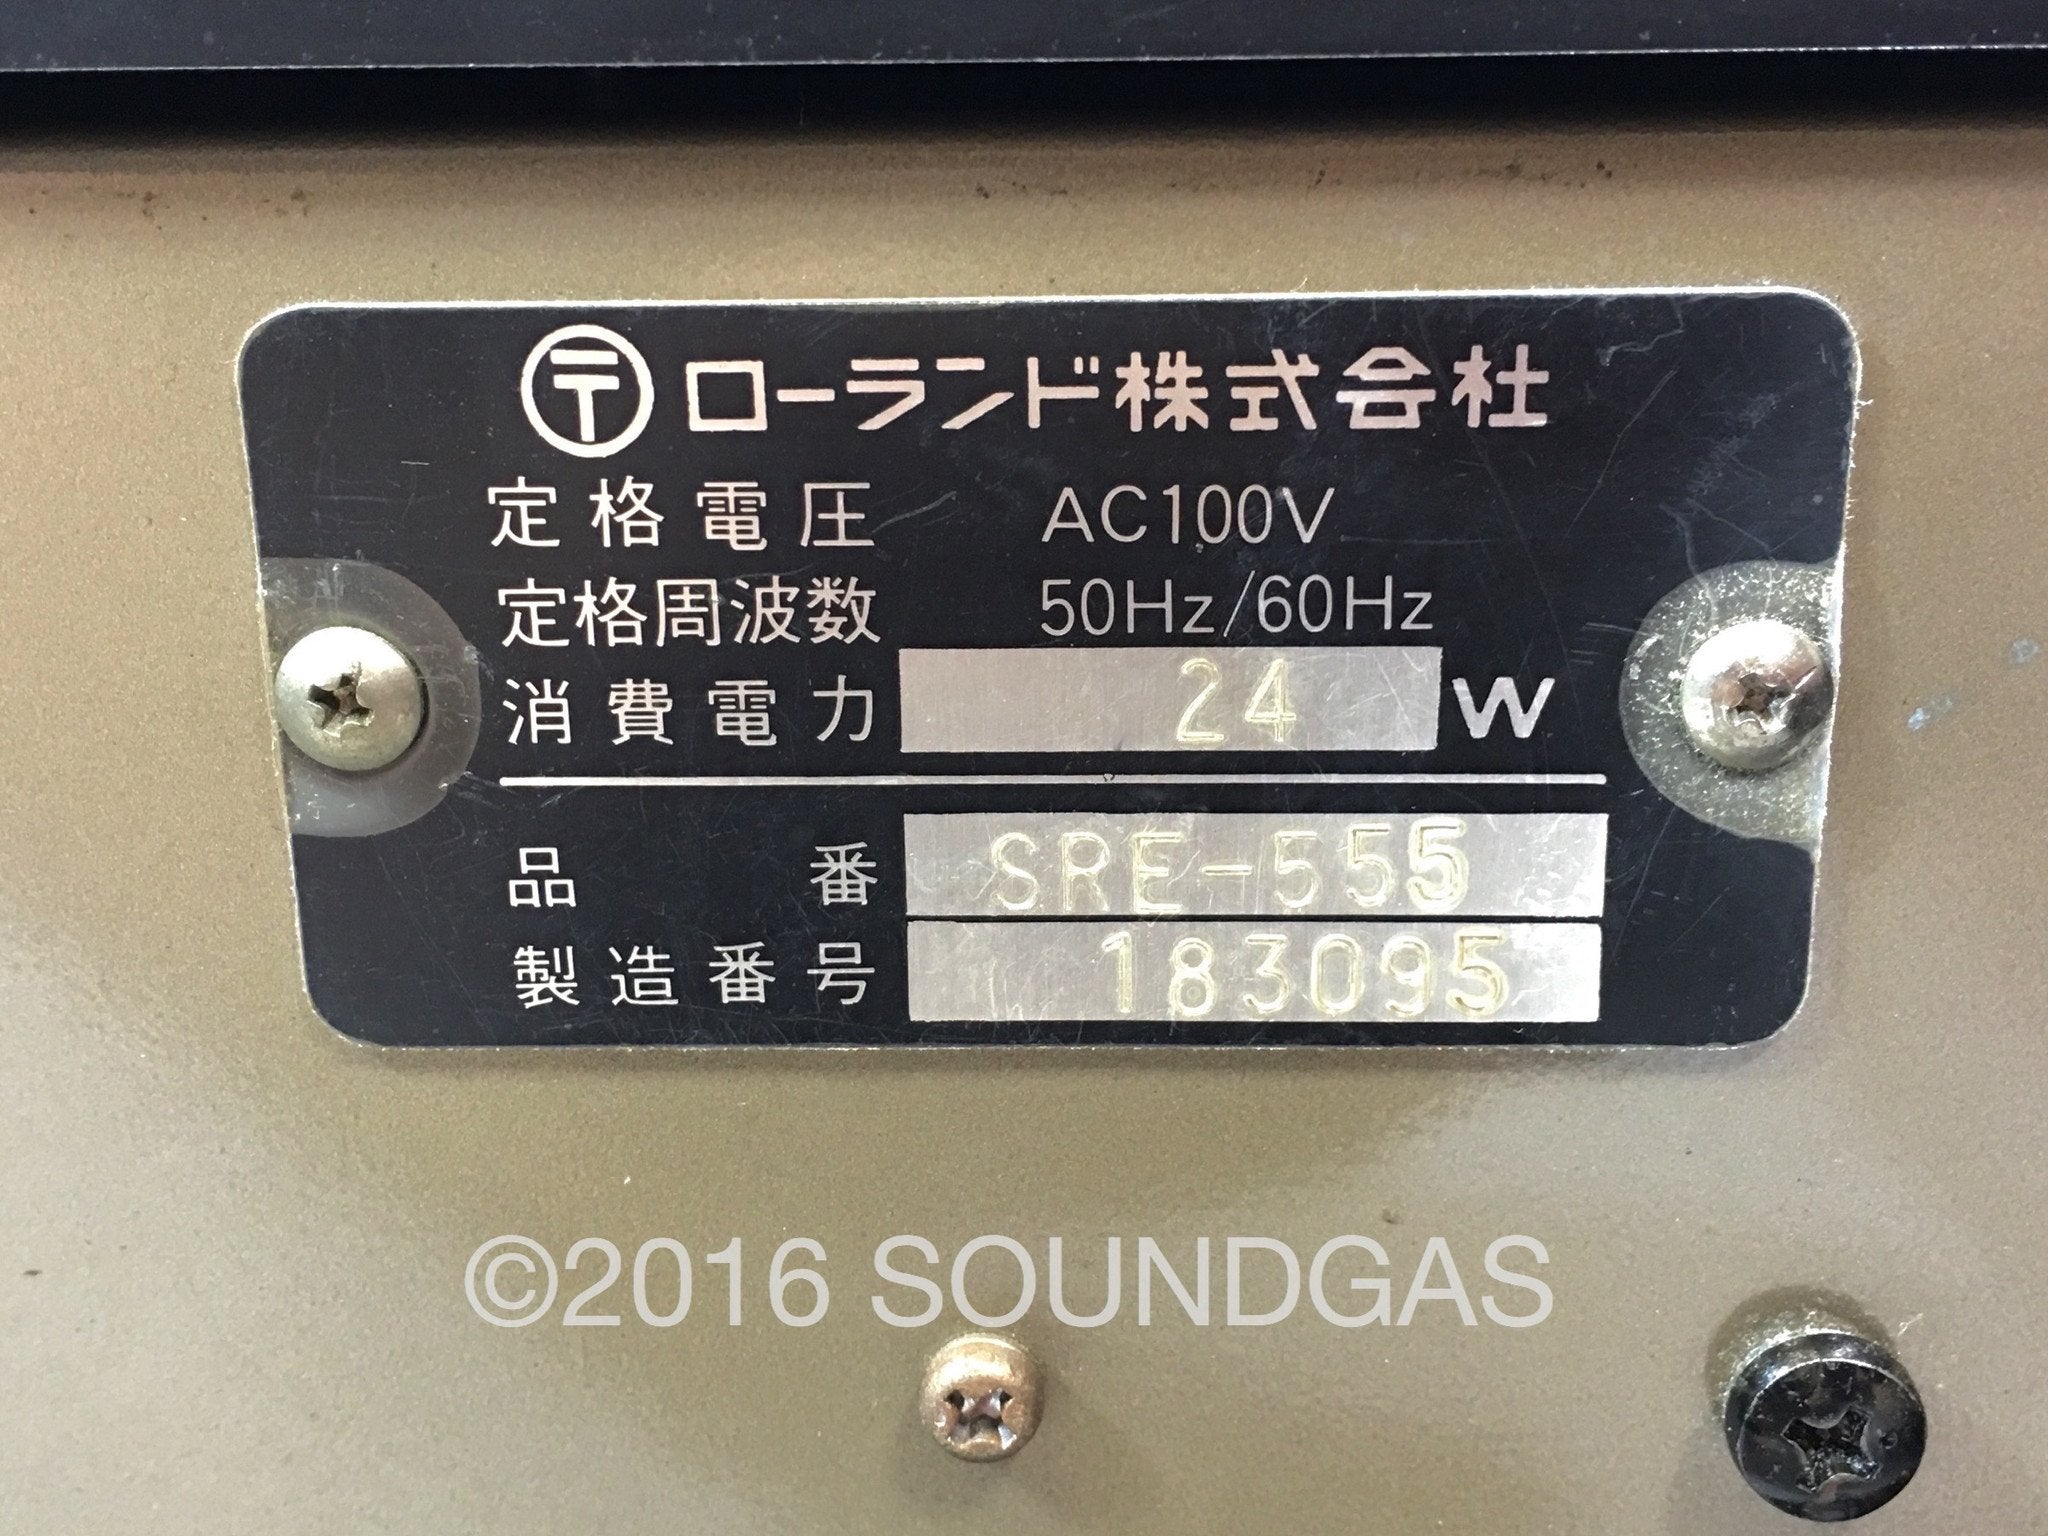 〶 ローランド株式会社
定格電圧 AC100V
定格周波数 50Hz/60Hz
消費電力 24 W
品番 SRE-555
製造番号 183095
©2016 SOUNDGAS